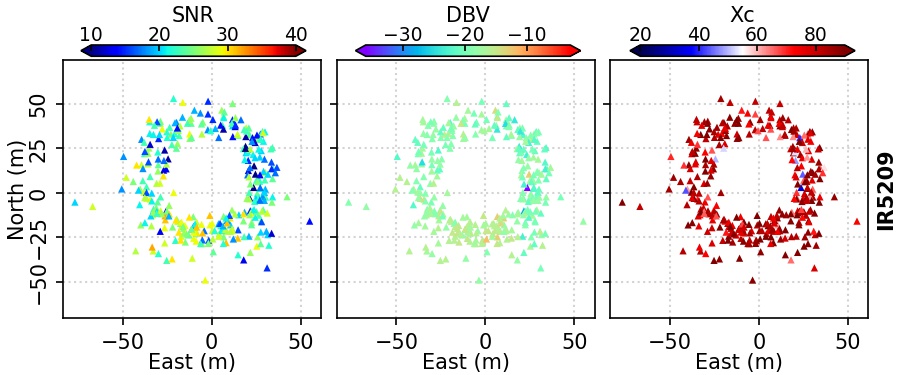 SNR DBV Xc
10 20 30 40 −30 −20 −10 20 40 60 80
50
25
0
−25
−50
North (m)
IR5209
−50 0 50 −50 0 50 −50 0 50
East (m) East (m) East (m)